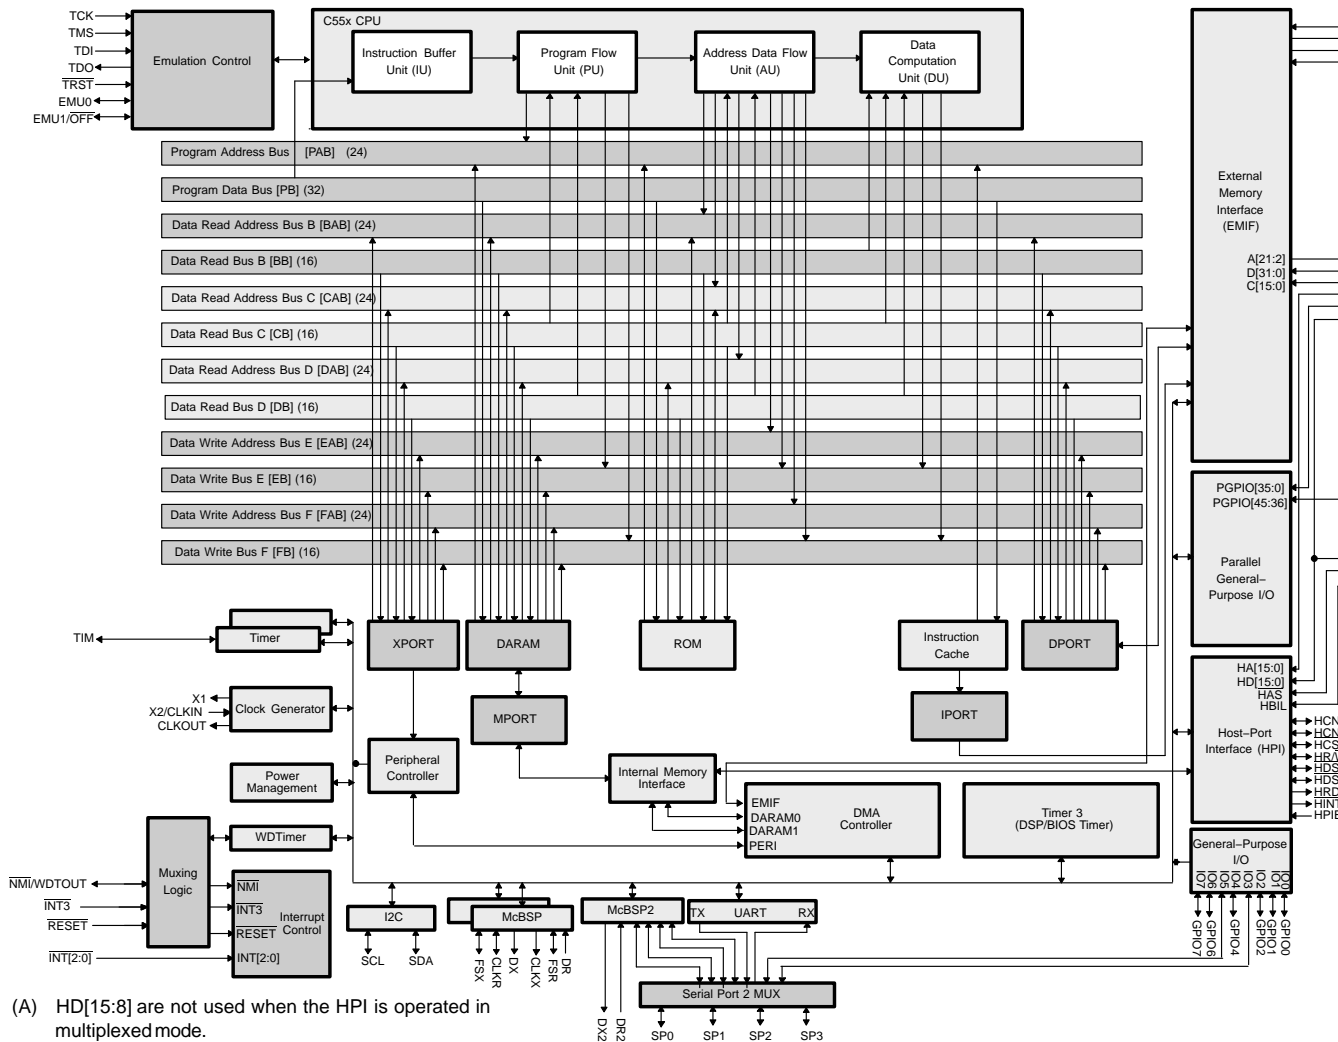 TCK
TMS
TDI
TDO
TRST
EMU0
EMU1/OFF
Emulation Control
C55x CPU
Instruction Buffer
Unit (IU)
Program Flow
Unit (PU)
Address Data Flow
Unit (AU)
Data
Computation
Unit (DU)
Program Address Bus [PAB] (24)
Program Data Bus [PB] (32)
Data Read Address Bus B [BAB] (24)
Data Read Bus B [BB] (16)
Data Read Address Bus C [CAB] (24)
Data Read Bus C [CB] (16)
Data Read Address Bus D [DAB] (24)
Data Read Bus D [DB] (16)
Data Write Address Bus E [EAB] (24)
Data Write Bus E [EB] (16)
Data Write Address Bus F [FAB] (24)
Data Write Bus F [FB] (16)
External
Memory
Interface
(EMIF)
A[21:2]
D[31:0]
C[15:0]
PGPIO[35:0]
PGPIO[45:36]
Parallel
General–
Purpose I/O
TIM
Timer
XPORT
DARAM
ROM
Instruction
Cache
DPORT
HA[15:0]
HD[15:0]
HAS
HBIL
Host–Port
Interface (HPI)
HCN
HCN
HCS
HR/
HDS
HDS
HRD
HINT
HPIE
X1
X2/CLKIN
CLKOUT
Clock Generator
MPORT
IPORT
Peripheral
Controller
Power
Management
Internal Memory
Interface
EMIF
DARAM0
DARAM1
PERI
DMA
Controller
Timer 3
(DSP/BIOS Timer)
WDTimer
General–Purpose
I/O
IO7
IO6
IO5
IO4
IO3
IO2
IO1
IO0
GPIO7
GPIO6
GPIO4
GPIO2
GPIO1
GPIO0
Muxing
Logic
NMI/WDTOUT
INT3
RESET
INT[2:0]
NMI
INT3
RESET
INT[2:0]
Interrupt
Control
I2C
SCL
SDA
McBSP
FSX
CLKR
DX
CLKX
FSR
DR
McBSP2
TX UART RX
DX2
DR2
Serial Port 2 MUX
SP0
SP1
SP2
SP3
(A) HD[15:8] are not used when the HPI is operated in
multiplexed mode.